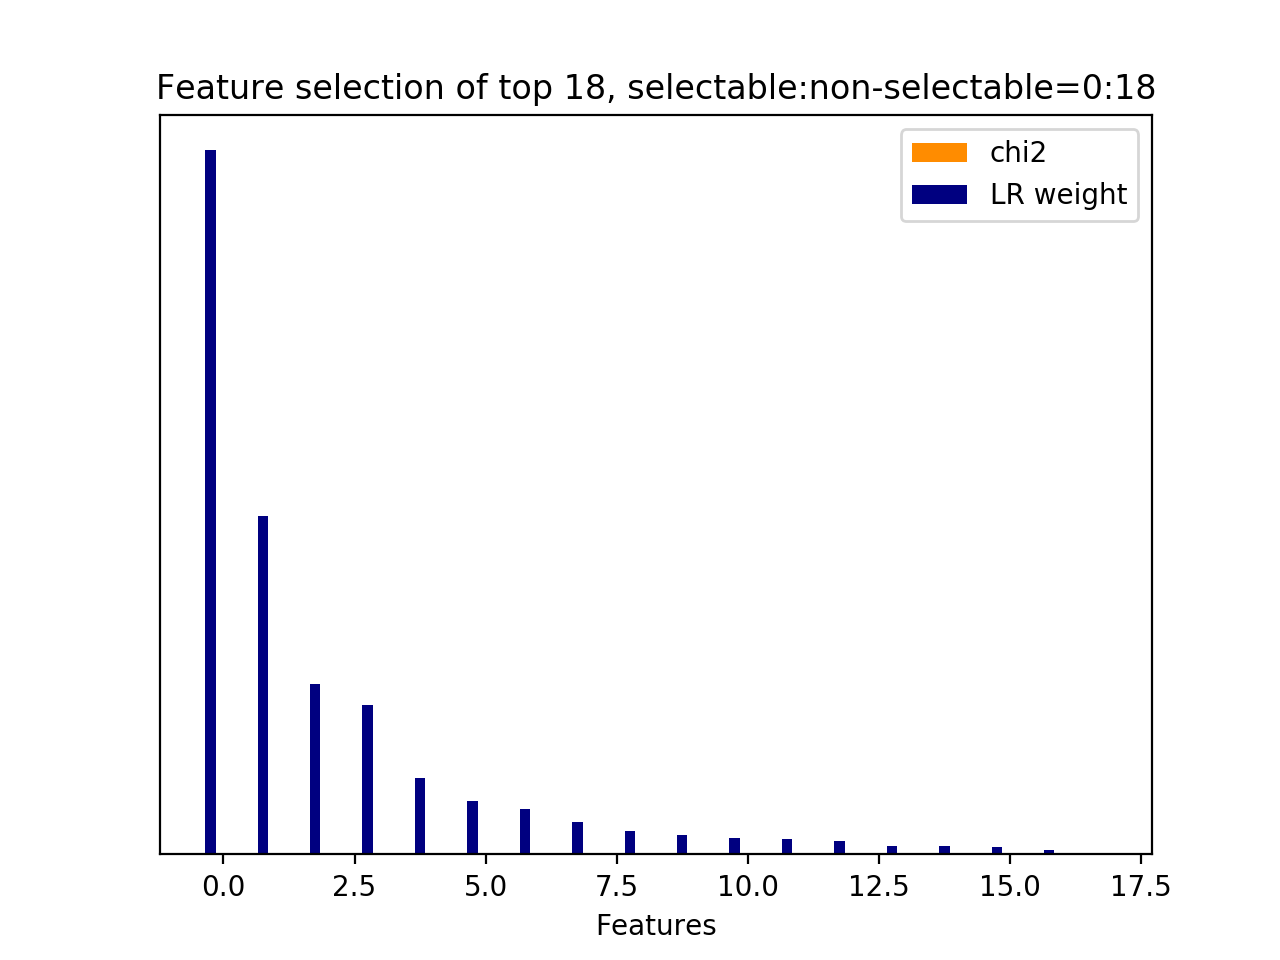 Feature selection of top 18, selectable:non-selectable=0:18
chi2
LR weight
0.0 2.5 5.0 7.5 10.0 12.5 15.0 17.5
Features